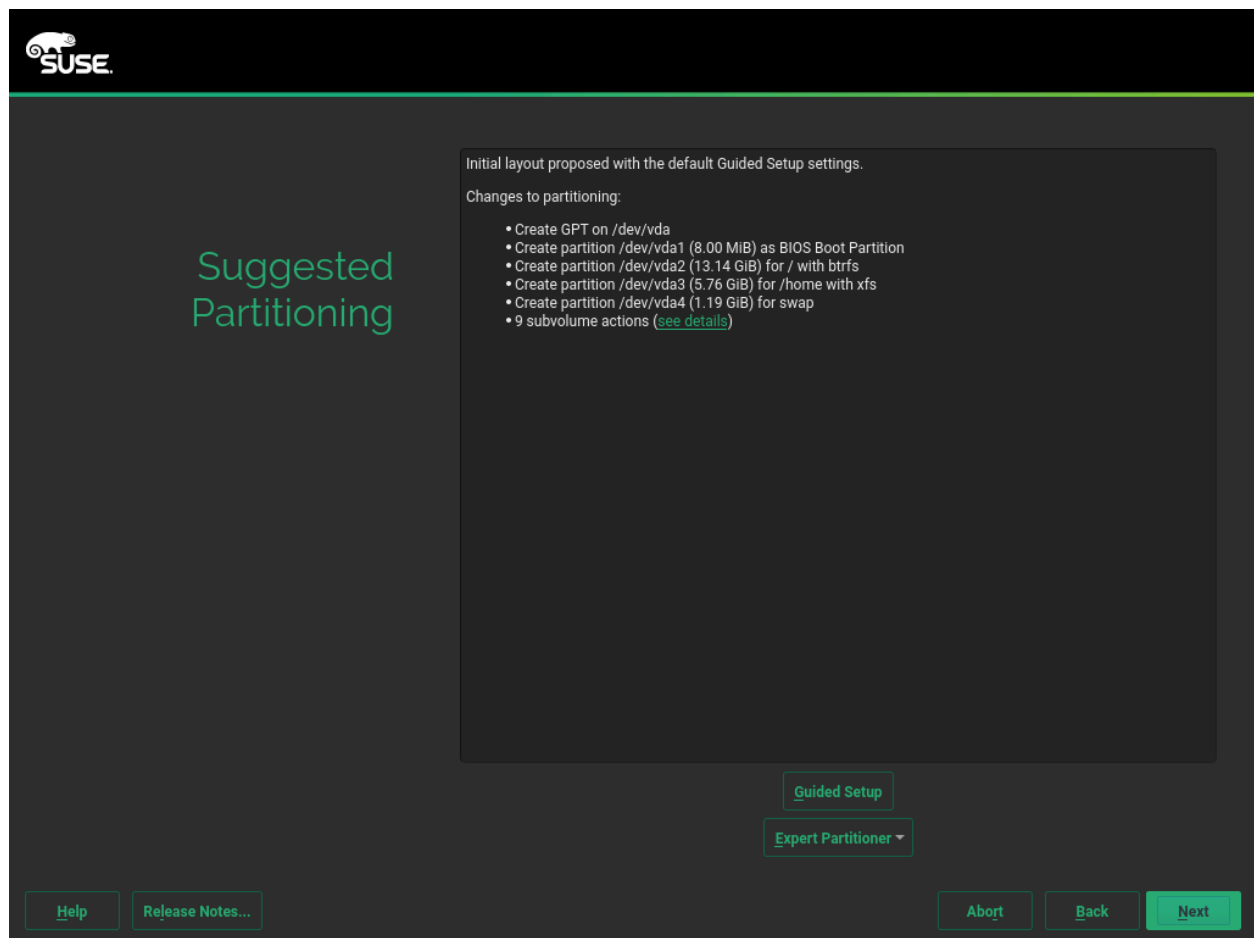 SUSE.
Suggested
Partitioning
Initial layout proposed with the default Guided Setup settings.
Changes to partitioning:
• Create GPT on /dev/vda
• Create partition /dev/vda1 (8.00 MiB) as BIOS Boot Partition
• Create partition /dev/vda2 (13.14 GiB) for / with btrfs
• Create partition /dev/vda3 (5.76 GiB) for /home with xfs
• Create partition /dev/vda4 (1.19 GiB) for swap
• 9 subvolume actions (see details)
Guided Setup
Expert Partitioner
Help
Release Notes...
Abort
Back
Next